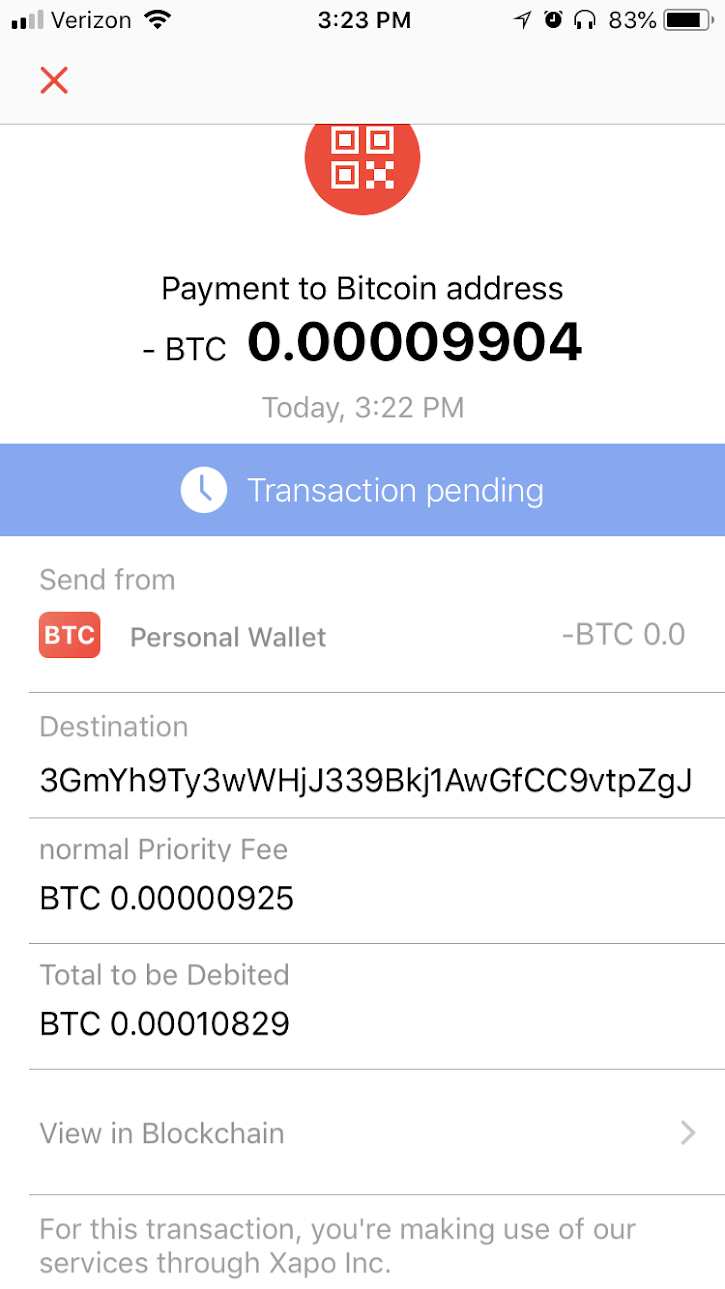 Verizon 3:23 PM 83%
Payment to Bitcoin address
- BTC 0.00009904
Today, 3:22 PM
Transaction pending
Send from
BTC Personal Wallet -BTC 0.0
Destination
3GmYh9Ty3wWHjJ339Bkj1AwGfCC9vtpZgJ
normal Priority Fee
BTC 0.00000925
Total to be Debited
BTC 0.00010829
View in Blockchain
For this transaction, you're making use of our
services through Xapo Inc.